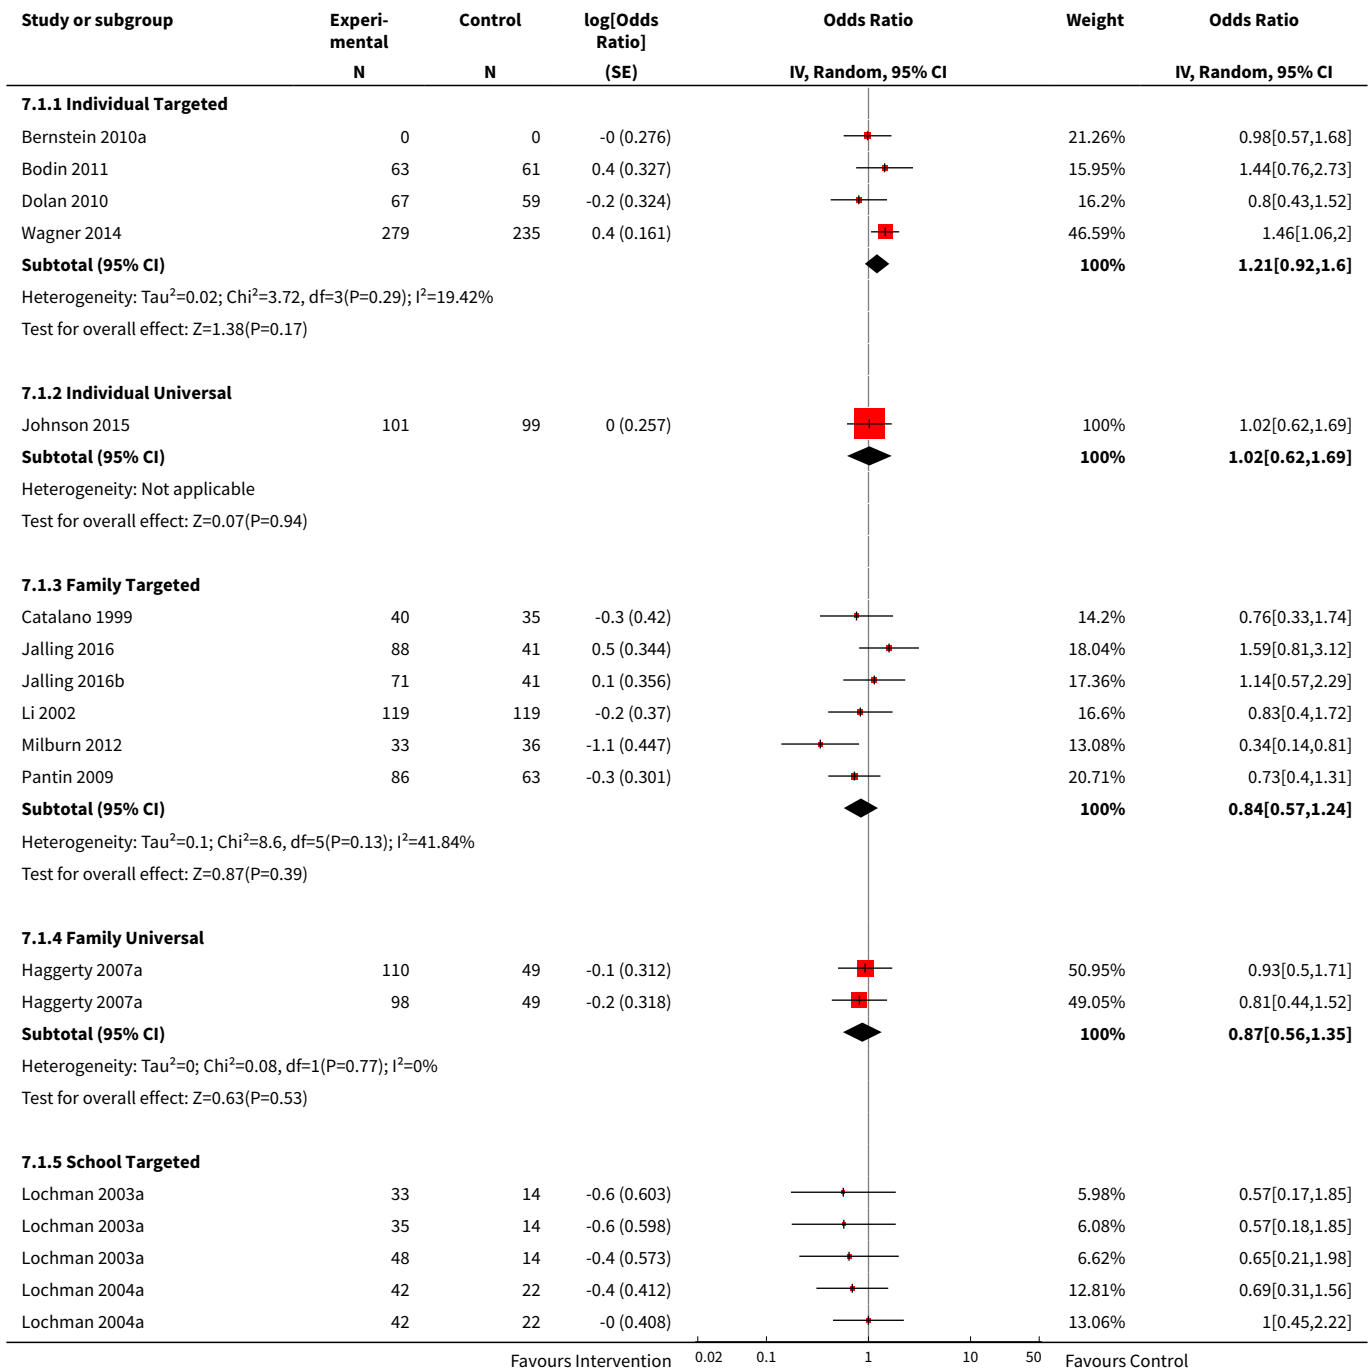 Study or subgroup Experi- Control log[Odds Odds Ratio Weight Odds Ratio
mental Ratio]
N N (SE) IV, Random, 95% CI IV, Random, 95% CI
7.1.1 Individual Targeted
Bernstein 2010a 0 0 -0 (0.276) 21.26% 0.98[0.57,1.68]
Bodin 2011 63 61 0.4 (0.327) 15.95% 1.44[0.76,2.73]
Dolan 2010 67 59 -0.2 (0.324) 16.2% 0.8[0.43,1.52]
Wagner 2014 279 235 0.4 (0.161) 46.59% 1.46[1.06,2]
Subtotal (95% CI) 100% 1.21[0.92,1.6]
Heterogeneity: Tau²=0.02; Chi²=3.72, df=3(P=0.29); I²=19.42%
Test for overall effect: Z=1.38(P=0.17)
7.1.2 Individual Universal
Johnson 2015 101 99 0 (0.257) 100% 1.02[0.62,1.69]
Subtotal (95% CI) 100% 1.02[0.62,1.69]
Heterogeneity: Not applicable
Test for overall effect: Z=0.07(P=0.94)
7.1.3 Family Targeted
Catalano 1999 40 35 -0.3 (0.42) 14.2% 0.76[0.33,1.74]
Jalling 2016 88 41 0.5 (0.344) 18.04% 1.59[0.81,3.12]
Jalling 2016b 71 41 0.1 (0.356) 17.36% 1.14[0.57,2.29]
Li 2002 119 119 -0.2 (0.37) 16.6% 0.83[0.4,1.72]
Milburn 2012 33 36 -1.1 (0.447) 13.08% 0.34[0.14,0.81]
Pantin 2009 86 63 -0.3 (0.301) 20.71% 0.73[0.4,1.31]
Subtotal (95% CI) 100% 0.84[0.57,1.24]
Heterogeneity: Tau²=0.1; Chi²=8.6, df=5(P=0.13); I²=41.84%
Test for overall effect: Z=0.87(P=0.39)
7.1.4 Family Universal
Haggerty 2007a 110 49 -0.1 (0.312) 50.95% 0.93[0.5,1.71]
Haggerty 2007a 98 49 -0.2 (0.318) 49.05% 0.81[0.44,1.52]
Subtotal (95% CI) 100% 0.87[0.56,1.35]
Heterogeneity: Tau²=0; Chi²=0.08, df=1(P=0.77); I²=0%
Test for overall effect: Z=0.63(P=0.53)
7.1.5 School Targeted
Lochman 2003a 33 14 -0.6 (0.603) 5.98% 0.57[0.17,1.85]
Lochman 2003a 35 14 -0.6 (0.598) 6.08% 0.57[0.18,1.85]
Lochman 2003a 48 14 -0.4 (0.573) 6.62% 0.65[0.21,1.98]
Lochman 2004a 42 22 -0.4 (0.412) 12.81% 0.69[0.31,1.56]
Lochman 2004a 42 22 -0 (0.408) 13.06% 1[0.45,2.22]
Favours Intervention 0.02 0.1 1 10 50 Favours Control